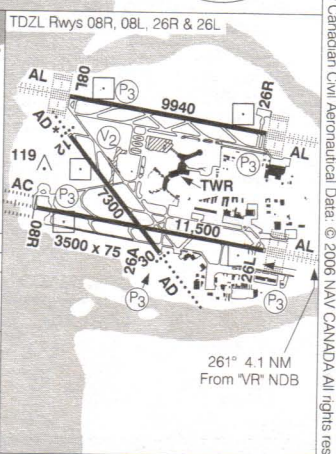 TDZL Rwys 08R, 08L, 26R & 26L
AL
08L
P3
9940
26R
AL
AD*
12
V2
P3
119
TWR
AC
P3
7300
11,500
08R
3500 x 75
26A
30
26L
AL
P3
AD
P3
261° 4.1 NM
From "VR" NDB
Canadian Civil Aeronautical Data: © 2000 NAV CANADA All rights res